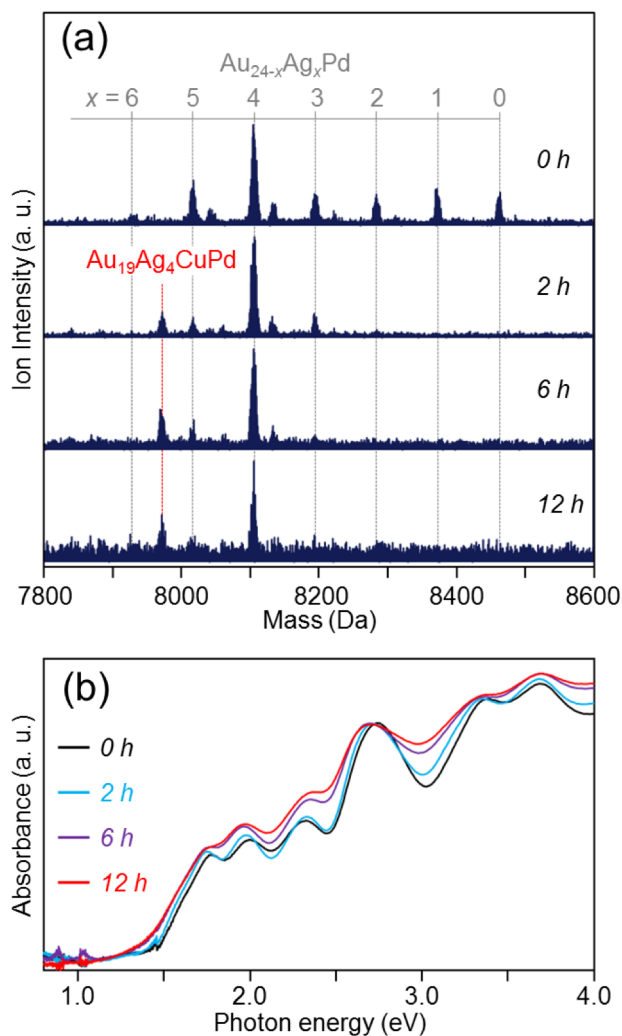 (a)
Au24-xAgxPd
x = 6 5 4 3 2 1 0
0 h
Au19Ag4CuPd
2 h
6 h
12 h
Ion Intensity (a. u.)
7800 8000 8200 8400 8600
Mass (Da)
(b)
0 h
2 h
6 h
12 h
Absorbance (a. u.)
1.0 2.0 3.0 4.0
Photon energy (eV)